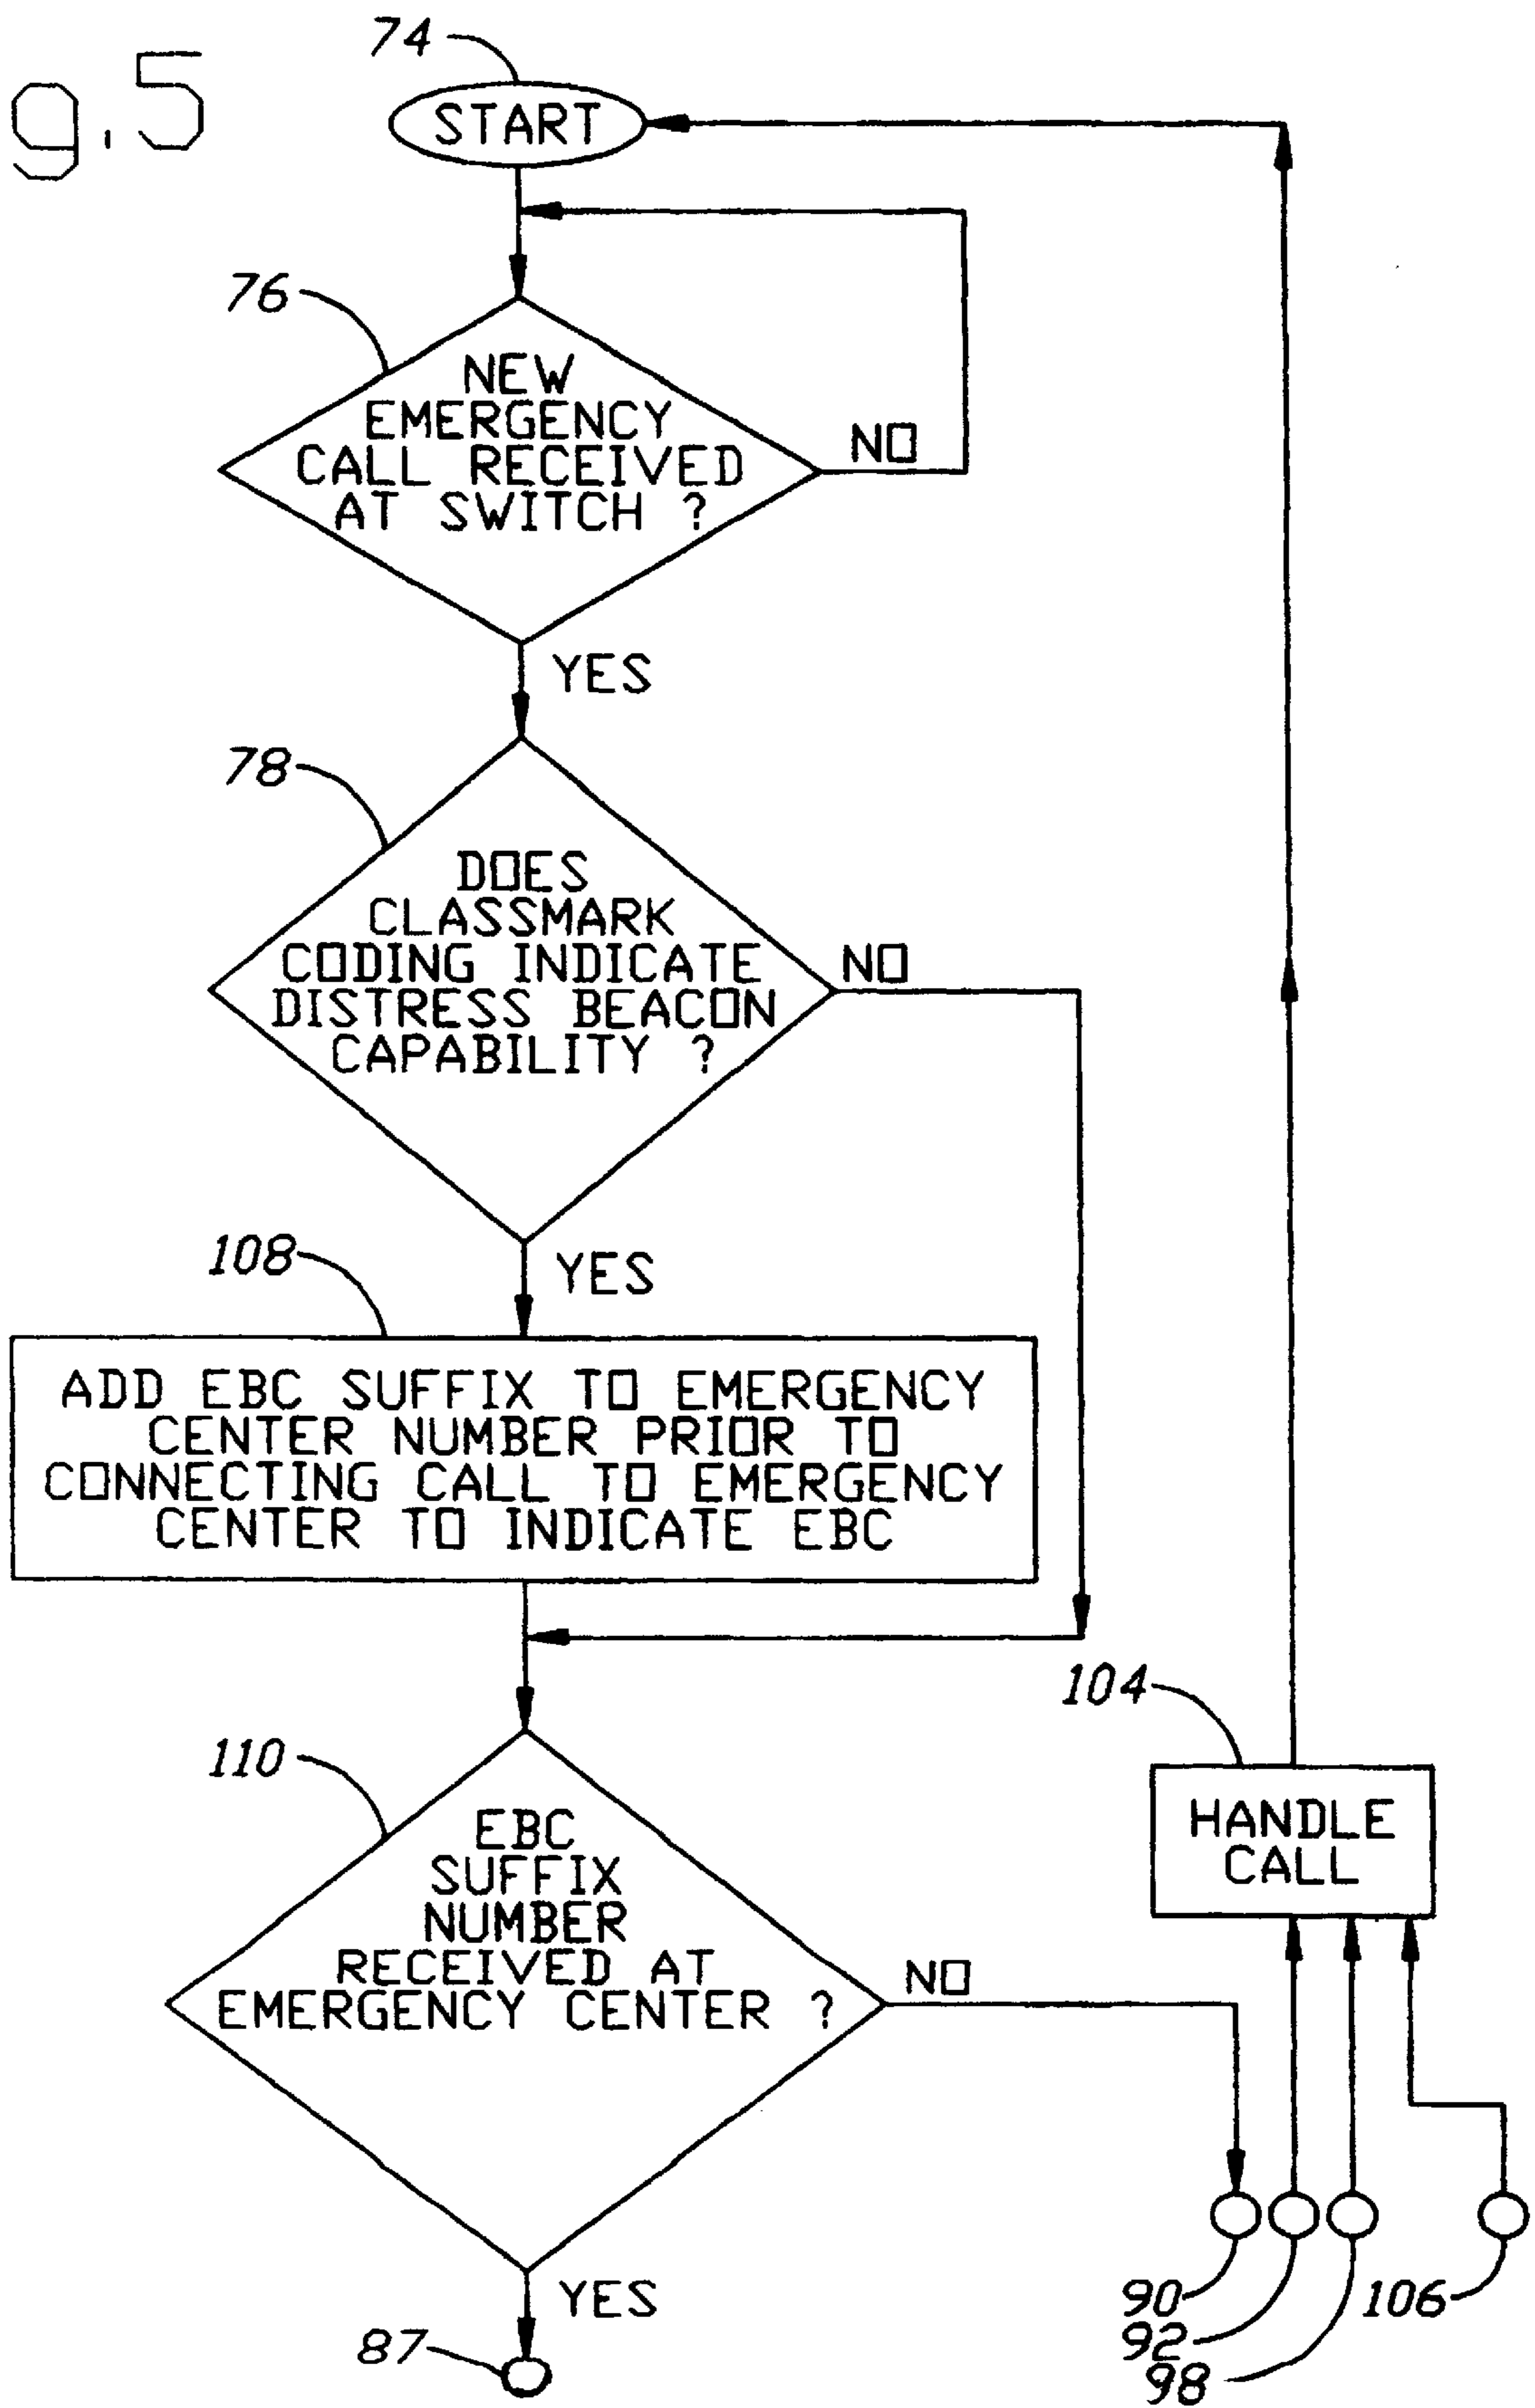 g.5
74
START
76
NEW
EMERGENCY
CALL RECEIVED
AT SWITCH ?
NO
YES
78
DOES
CLASSMARK
CODING INDICATE
DISTRESS BEACON
CAPABILITY ?
NO
YES
108
ADD EBC SUFFIX TO EMERGENCY
CENTER NUMBER PRIOR TO
CONNECTING CALL TO EMERGENCY
CENTER TO INDICATE EBC
104
HANDLE
CALL
110
EBC
SUFFIX
NUMBER
RECEIVED AT
EMERGENCY CENTER ?
NO
YES
87
90
92
98
106